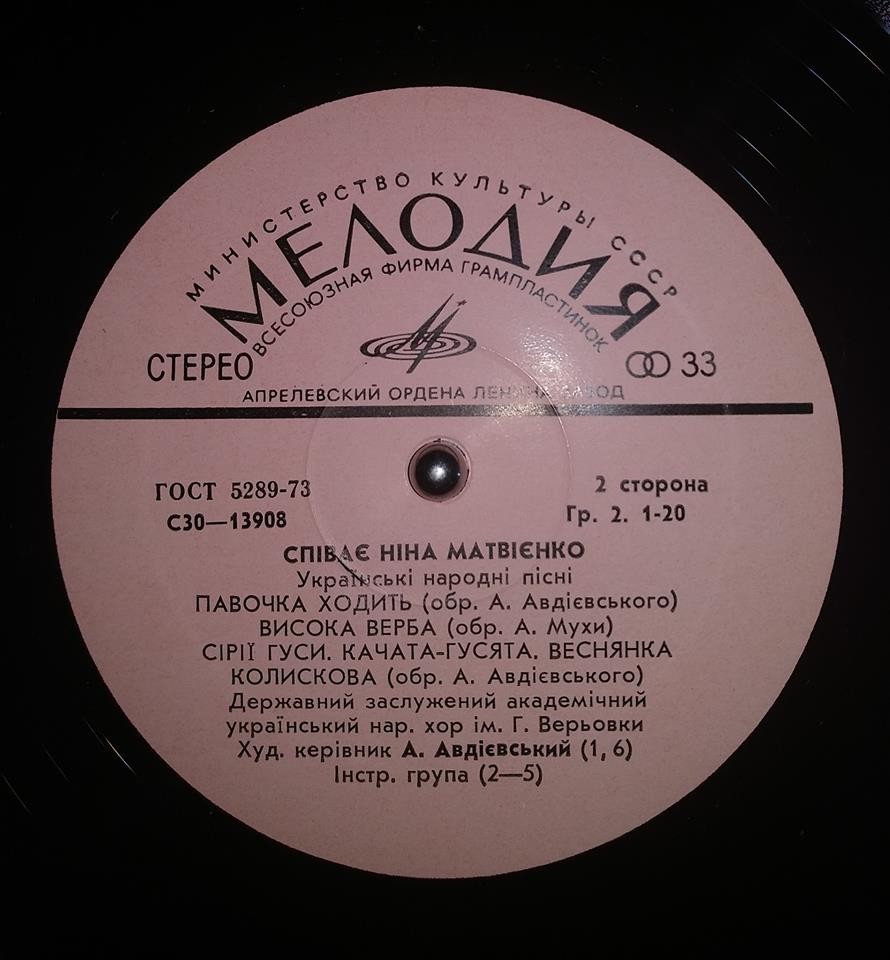 МИНИСТЕРСТВО КУЛЬТУРЫ СССР
МЕЛОДИЯ
ВСЕСОЮЗНАЯ ФИРМА ГРАМПЛАСТИНОК
СТЕРЕО
33
АПРЕЛЕВСКИЙ ОРДЕНА ЛЕНИНА ЗАВОД
ГОСТ 5289-73
2 сторона
С30—13908
Гр. 2. 1-20
СПІВАЄ НІНА МАТВІЄНКО
Українські народні пісні
ПАВОЧКА ХОДИТЬ (обр. А. Авдієвського)
ВИСОКА ВЕРБА (обр. А. Мухи)
СІРІЇ ГУСИ. КАЧАТА-ГУСЯТА. ВЕСНЯНКА
КОЛИСКОВА (обр. А. Авдієвського)
Державний заслужений академічний
український нар. хор ім. Г. Верьовки
Худ. керівник А. Авдієвський (1, 6)
Інстр. група (2—5)